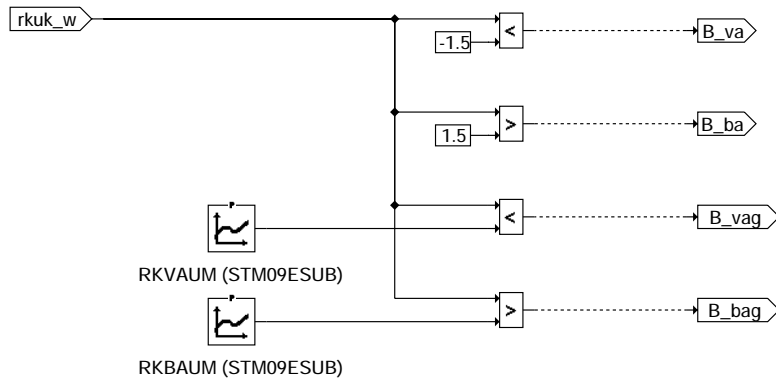 rkuk_w
<
-1.5
B_va
>
1.5
B_ba
P
<
B_vag
RKVAUM (STM09ESUB)
P
>
B_bag
RKBAUM (STM09ESUB)